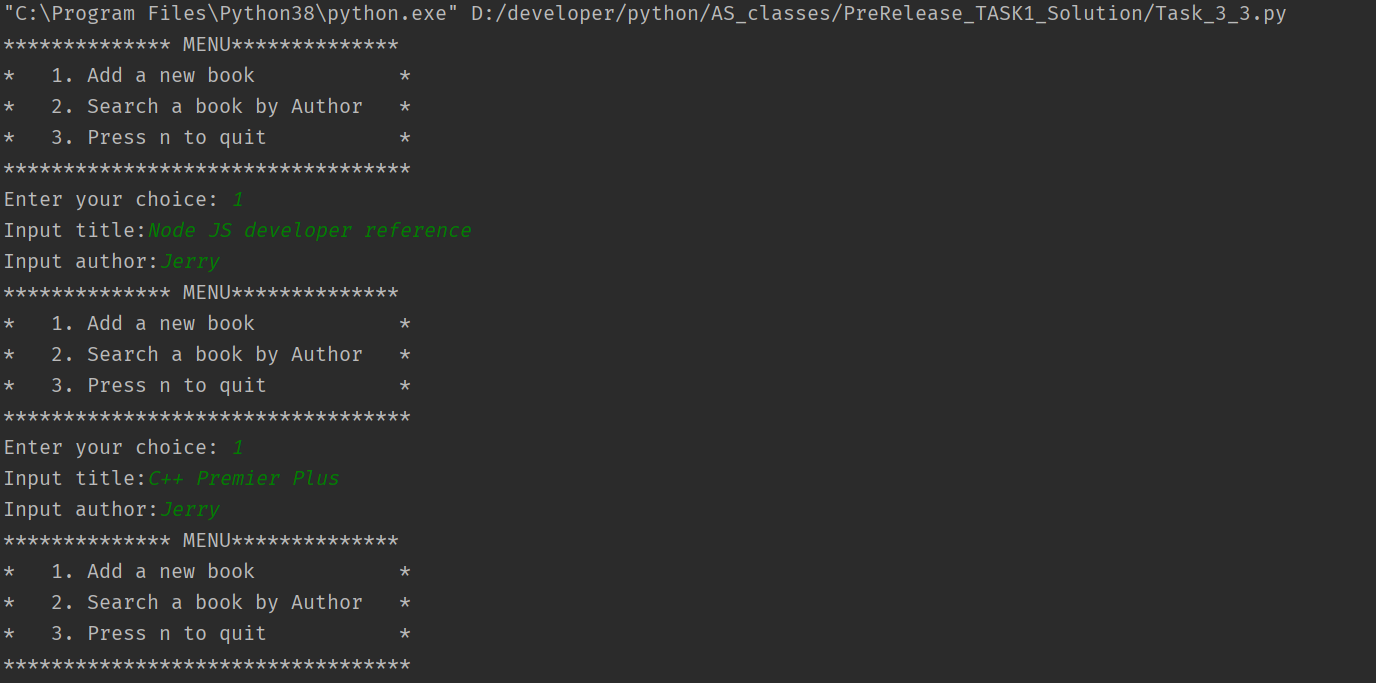 "C:\Program Files\Python38\python.exe" D:/developer/python/AS_classes/PreRelease_TASK1_Solution/Task_3_3.py
************** MENU**************
*   1. Add a new book            *
*   2. Search a book by Author   *
*   3. Press n to quit           *
**********************************
Enter your choice: 1
Input title:Node JS developer reference
Input author:Jerry
************** MENU**************
*   1. Add a new book            *
*   2. Search a book by Author   *
*   3. Press n to quit           *
**********************************
Enter your choice: 1
Input title:C++ Premier Plus
Input author:Jerry
************** MENU**************
*   1. Add a new book            *
*   2. Search a book by Author   *
*   3. Press n to quit           *
**********************************